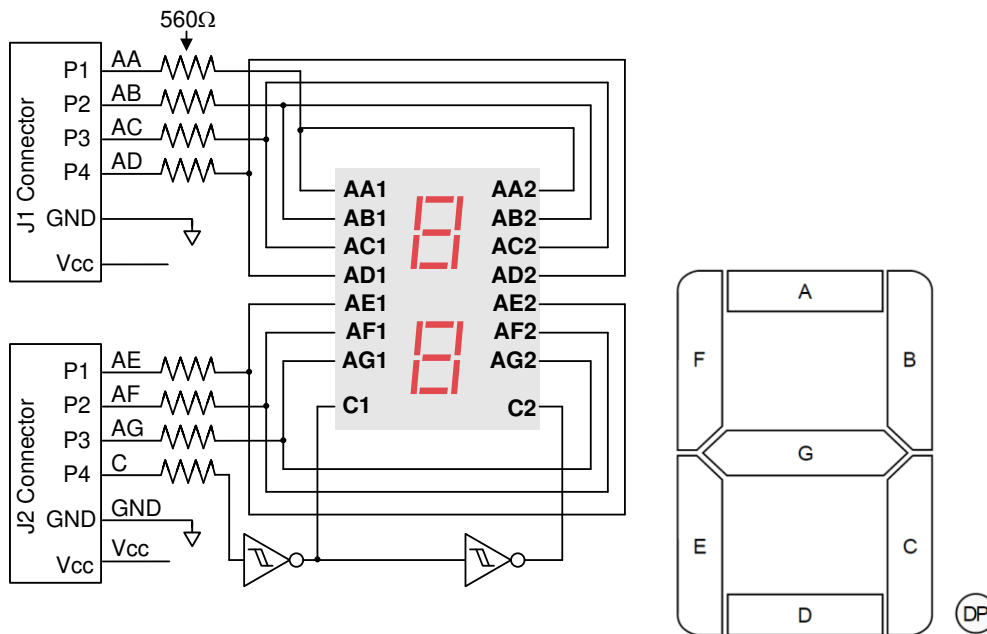 560Ω
J1 Connector
P1 AA
P2 AB
P3 AC
P4 AD
GND
Vcc
AA1 AA2
AB1 AB2
AC1 AC2
AD1 AD2
AE1 AE2
AF1 AF2
AG1 AG2
C1 C2
J2 Connector
P1 AE
P2 AF
P3 AG
P4 C
GND GND
Vcc Vcc
A
F B
G
E C
D
DP